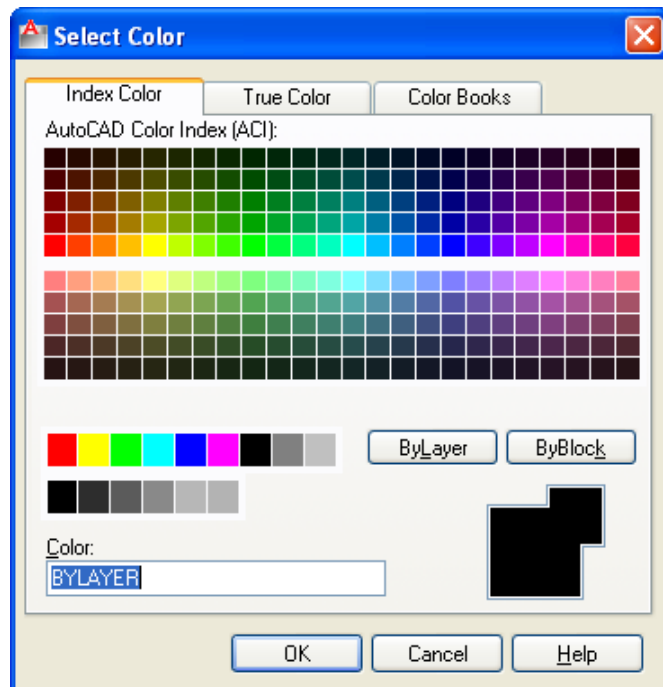 Select Color
Index Color True Color Color Books
AutoCAD Color Index (ACI):
ByLayer ByBlock
Color:
BYLAYER
OK Cancel Help